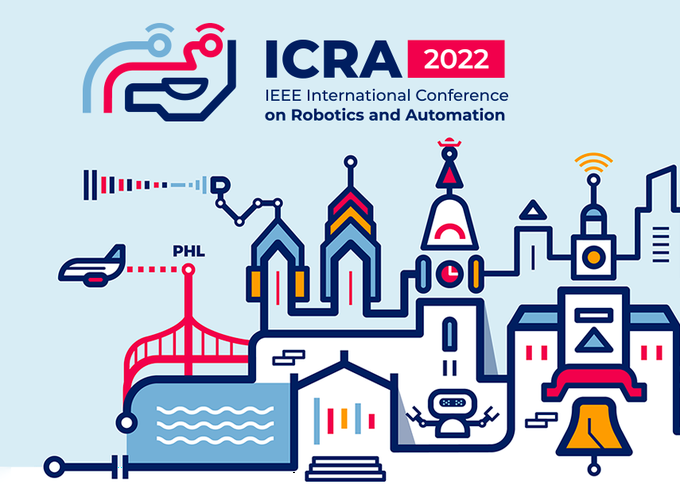 ICRA 2022
IEEE International Conference
on Robotics and Automation
PHL